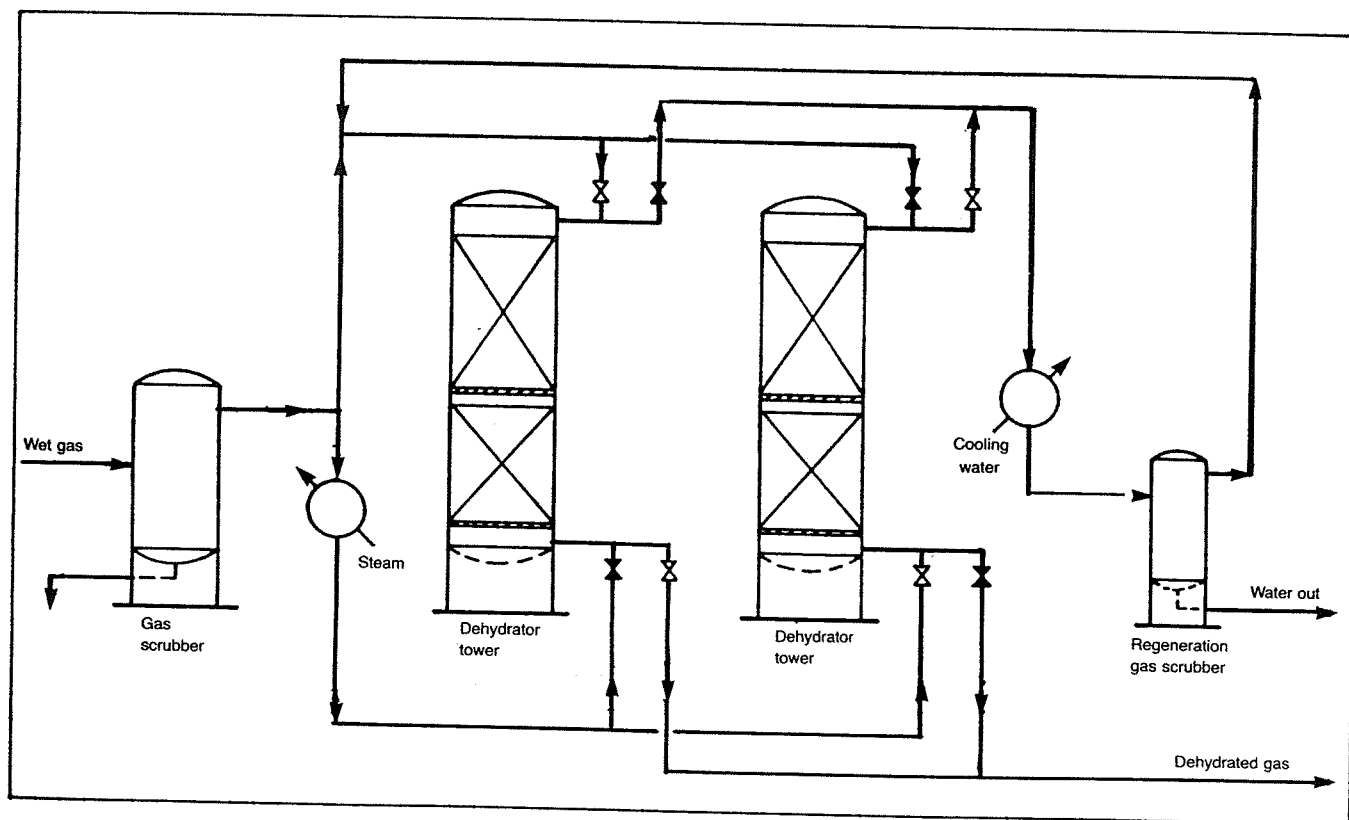 Wet gas
Gas
scrubber
Steam
Dehydrator
tower
Dehydrator
tower
Cooling
water
Water out
Regeneration
gas scrubber
Dehydrated gas